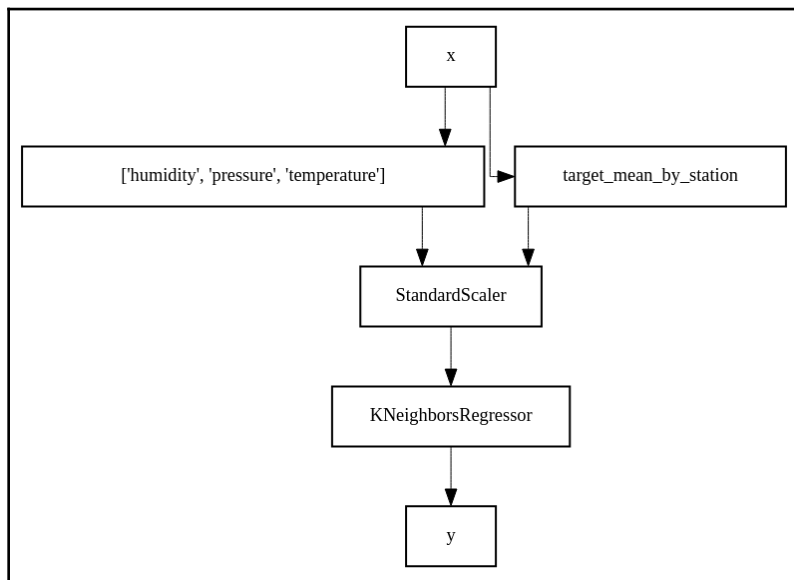 x
['humidity', 'pressure', 'temperature']
target_mean_by_station
StandardScaler
KNeighborsRegressor
y